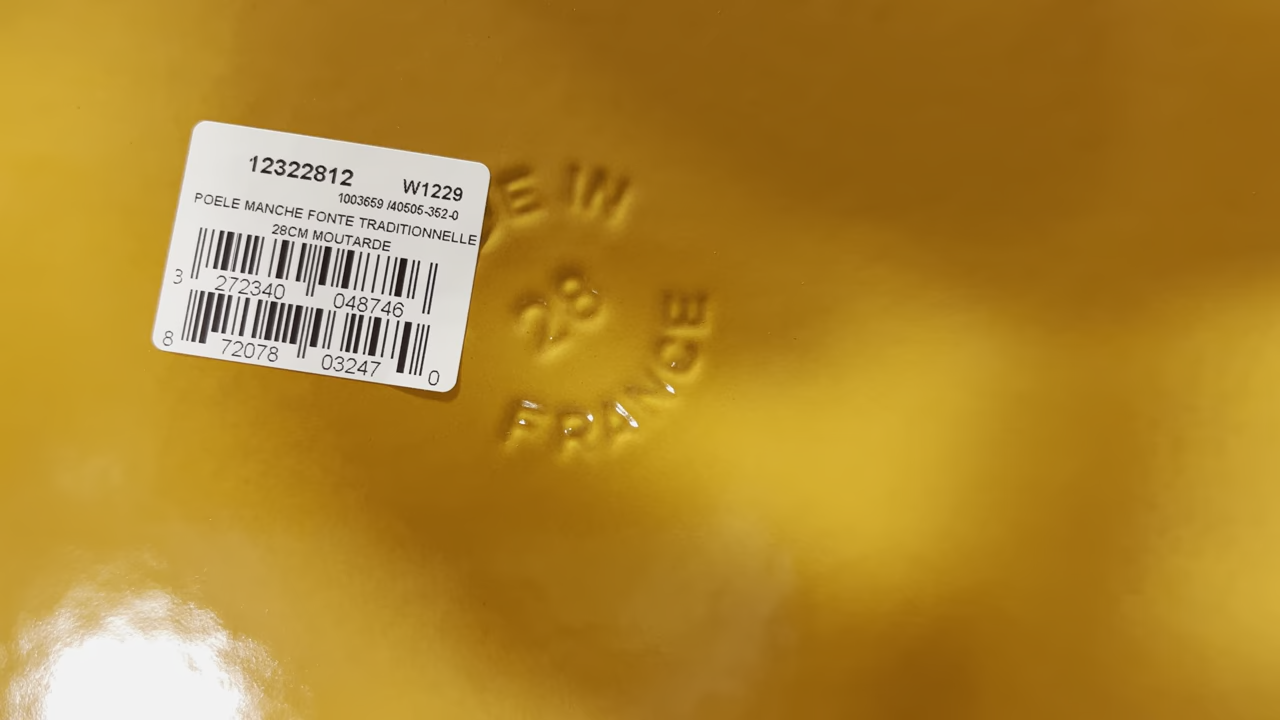 12322812
W1229
1003659 /40505-352-0
POELE MANCHE FONTE TRADITIONNELLE
28CM MOUTARDE
3 272340 048746
8 72078 03247 0
DE IN
28
FRANCE